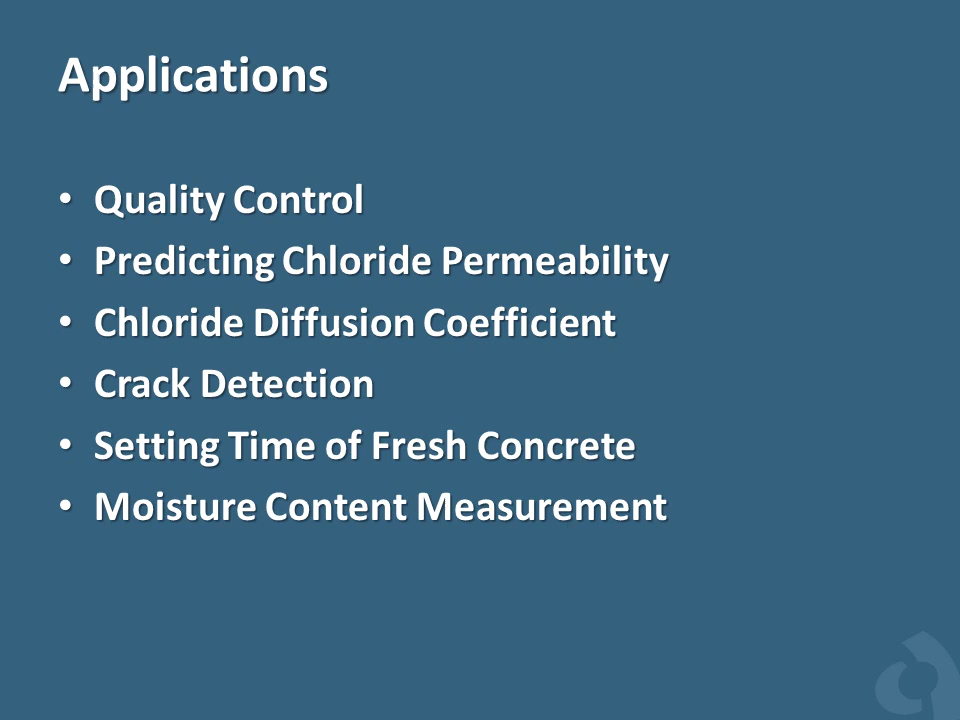 Applications
• Quality Control
• Predicting Chloride Permeability
• Chloride Diffusion Coefficient
• Crack Detection
• Setting Time of Fresh Concrete
• Moisture Content Measurement